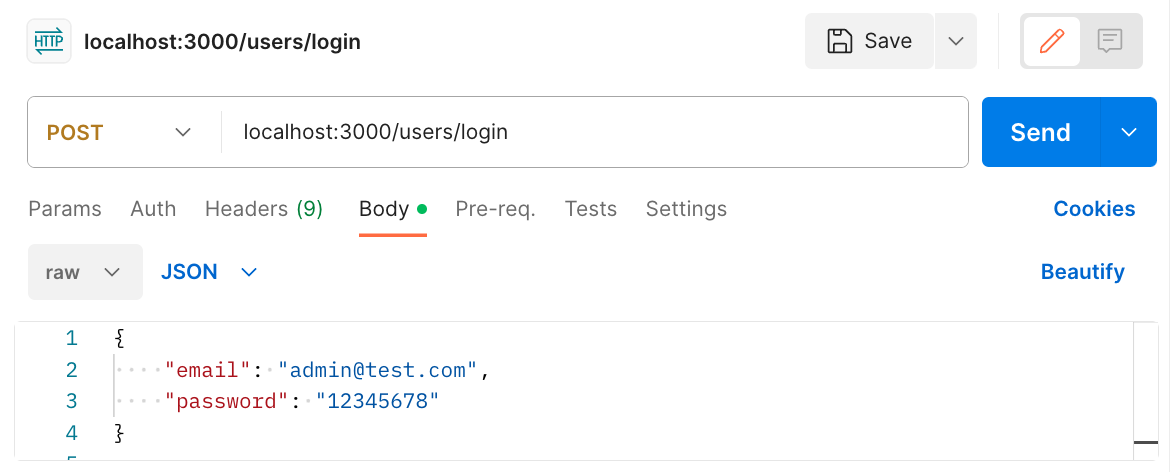 HTTP localhost:3000/users/login Save
POST localhost:3000/users/login Send
Params Auth Headers (9) Body Pre-req. Tests Settings Cookies
raw JSON Beautify
1 {
2 "email": "admin@test.com",
3 "password": "12345678"
4 }